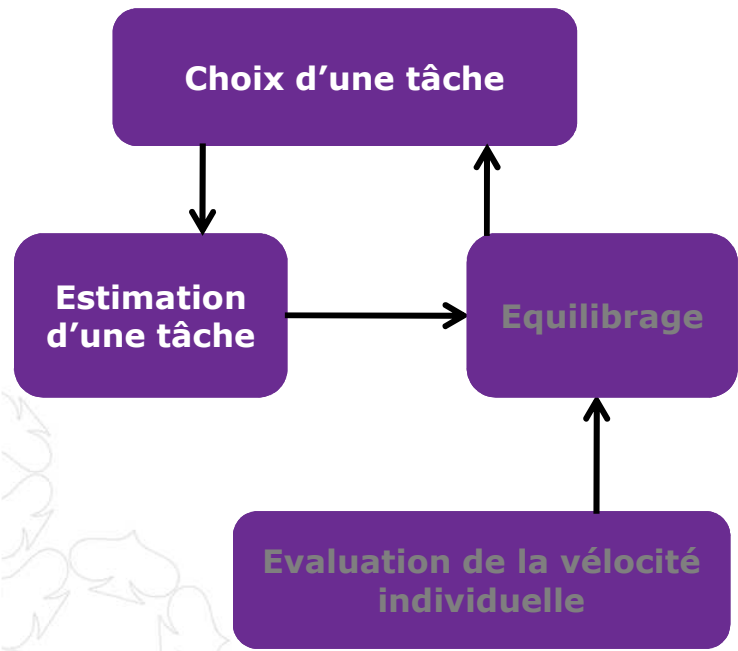 Choix d’une tâche
Estimation
d’une tâche
Equilibrage
Evaluation de la vélocité
individuelle